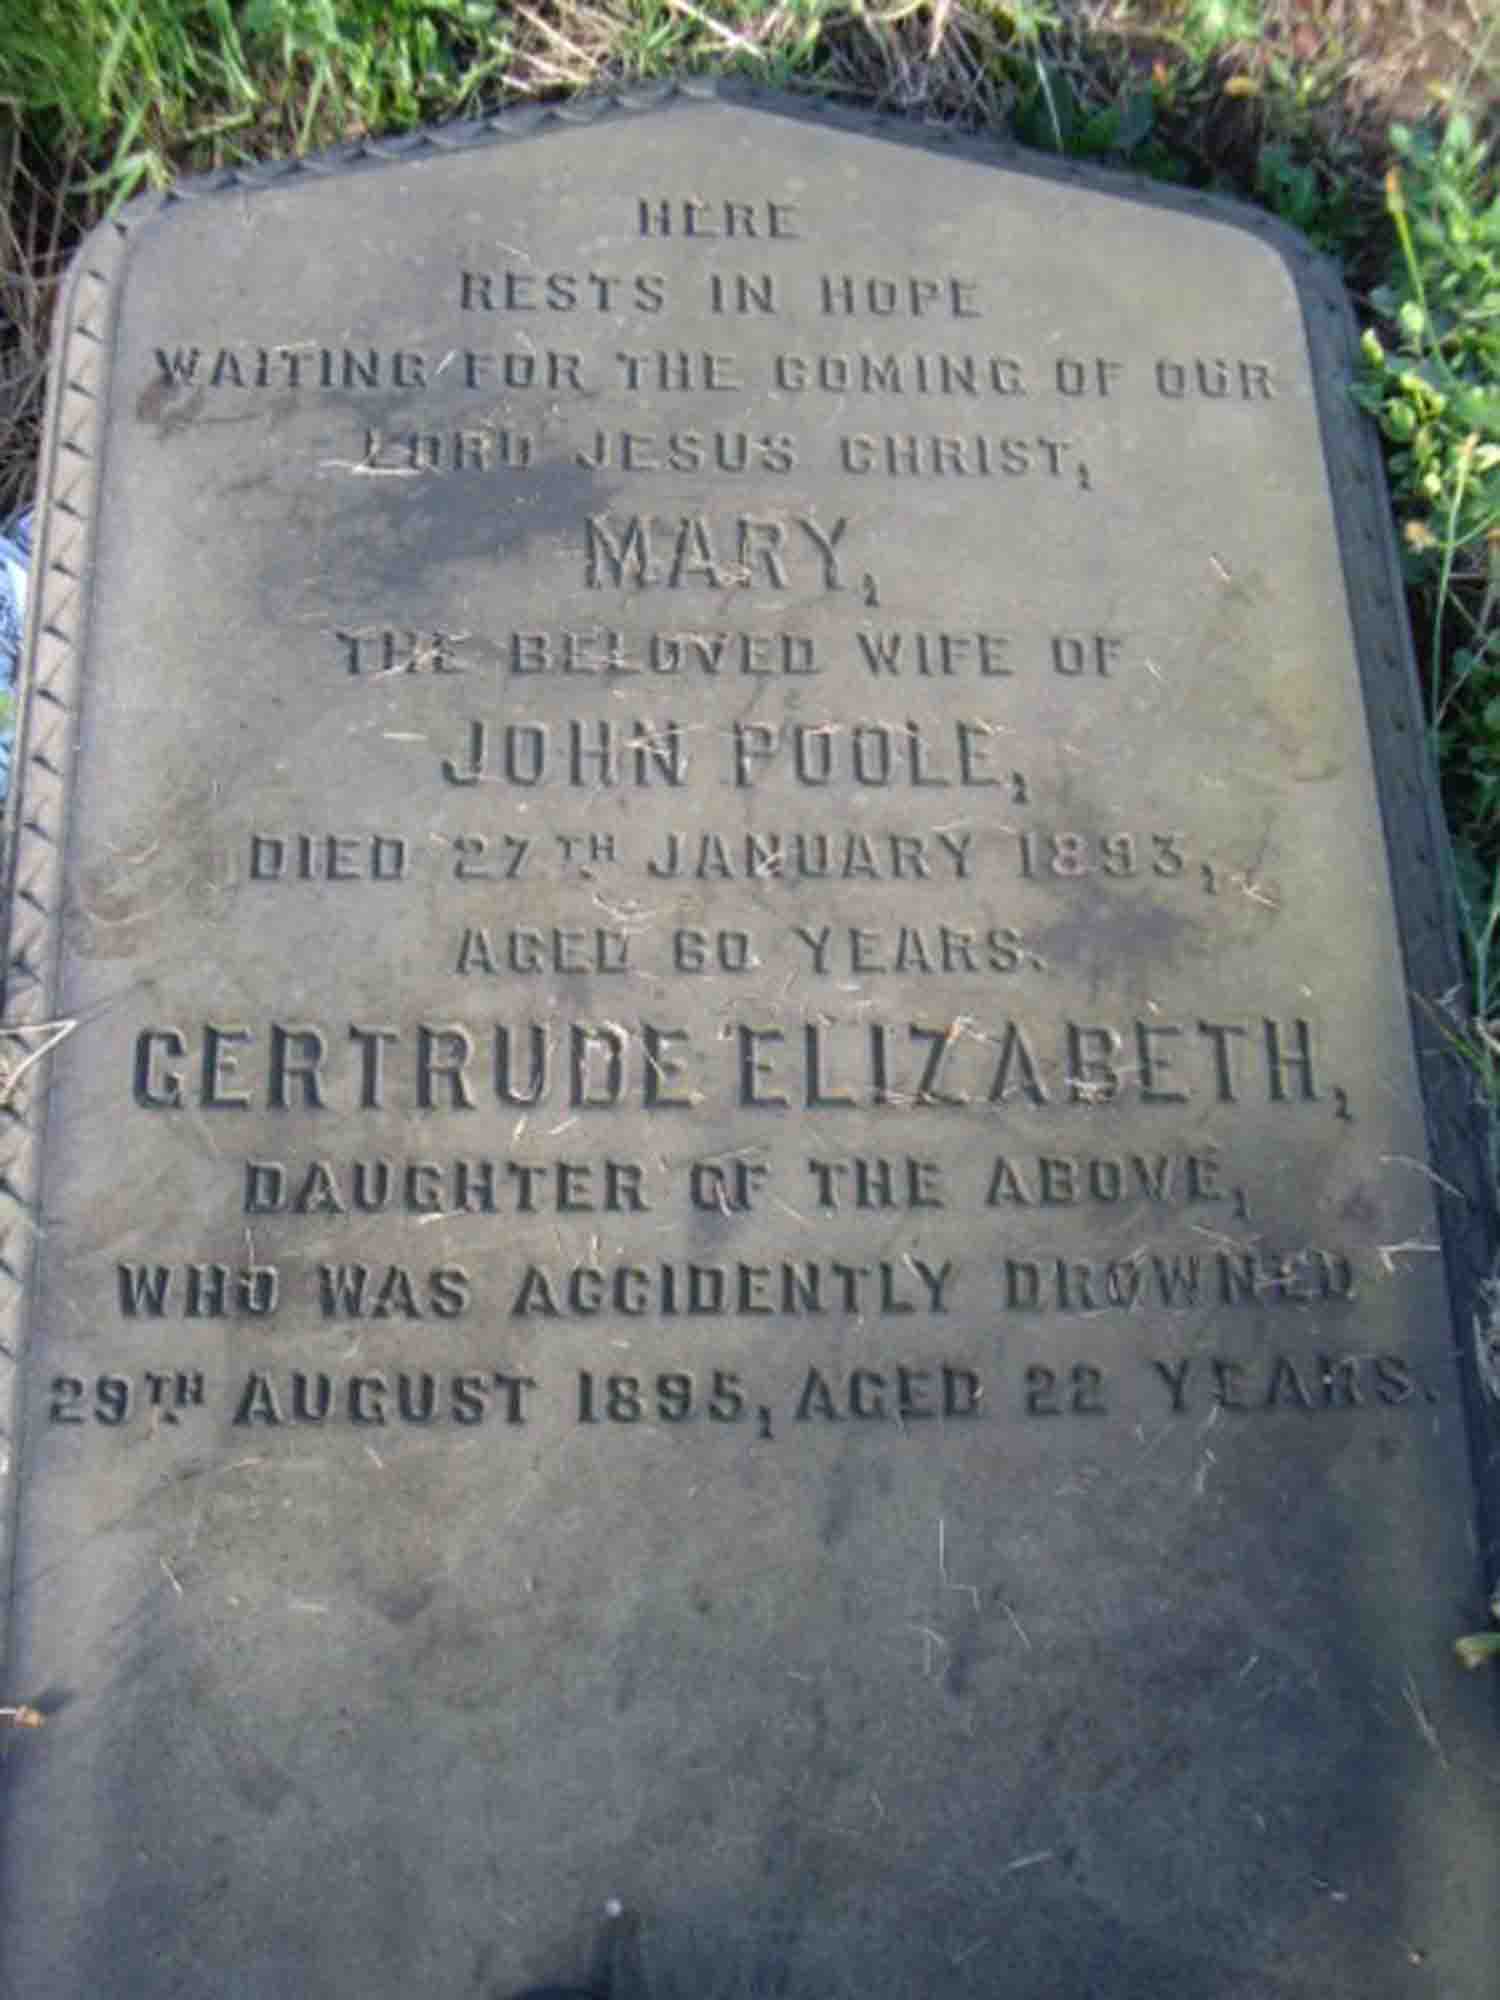 HERE
RESTS IN HOPE
WAITING FOR THE COMING OF OUR
LORD JESUS CHRIST,
MARY,
THE BELOVED WIFE OF
JOHN POOLE,
DIED 27TH JANUARY 1893,
AGED 60 YEARS.
GERTRUDE ELIZABETH,
DAUGHTER OF THE ABOVE,
WHO WAS ACCIDENTLY DROWNED
29TH AUGUST 1895, AGED 22 YEARS.